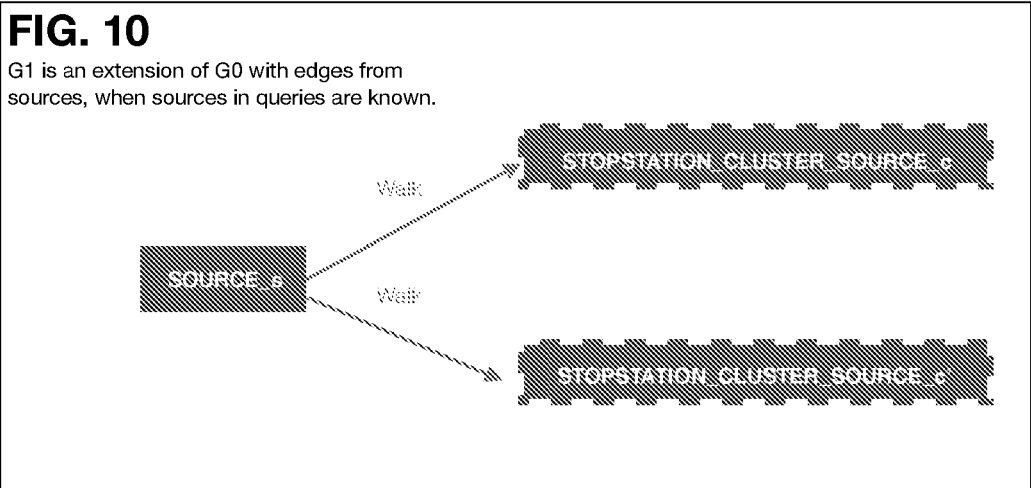 FIG. 10
G1 is an extension of G0 with edges from
sources, when sources in queries are known.
STOPSTATION_CLUSTER_SOURCE_c
Walk
SOURCE_s
Walk
STOPSTATION_CLUSTER_SOURCE_c'